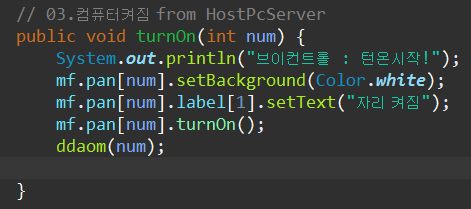 // 03.컴퓨터켜짐 from HostPcServer
public void turnOn(int num) {
System.out.println("브이컨트롤 : 턴온시작!");
mf.pan[num].setBackground(Color.white);
mf.pan[num].label[1].setText("자리 켜짐");
mf.pan[num].turnOn();
ddaom(num);
}